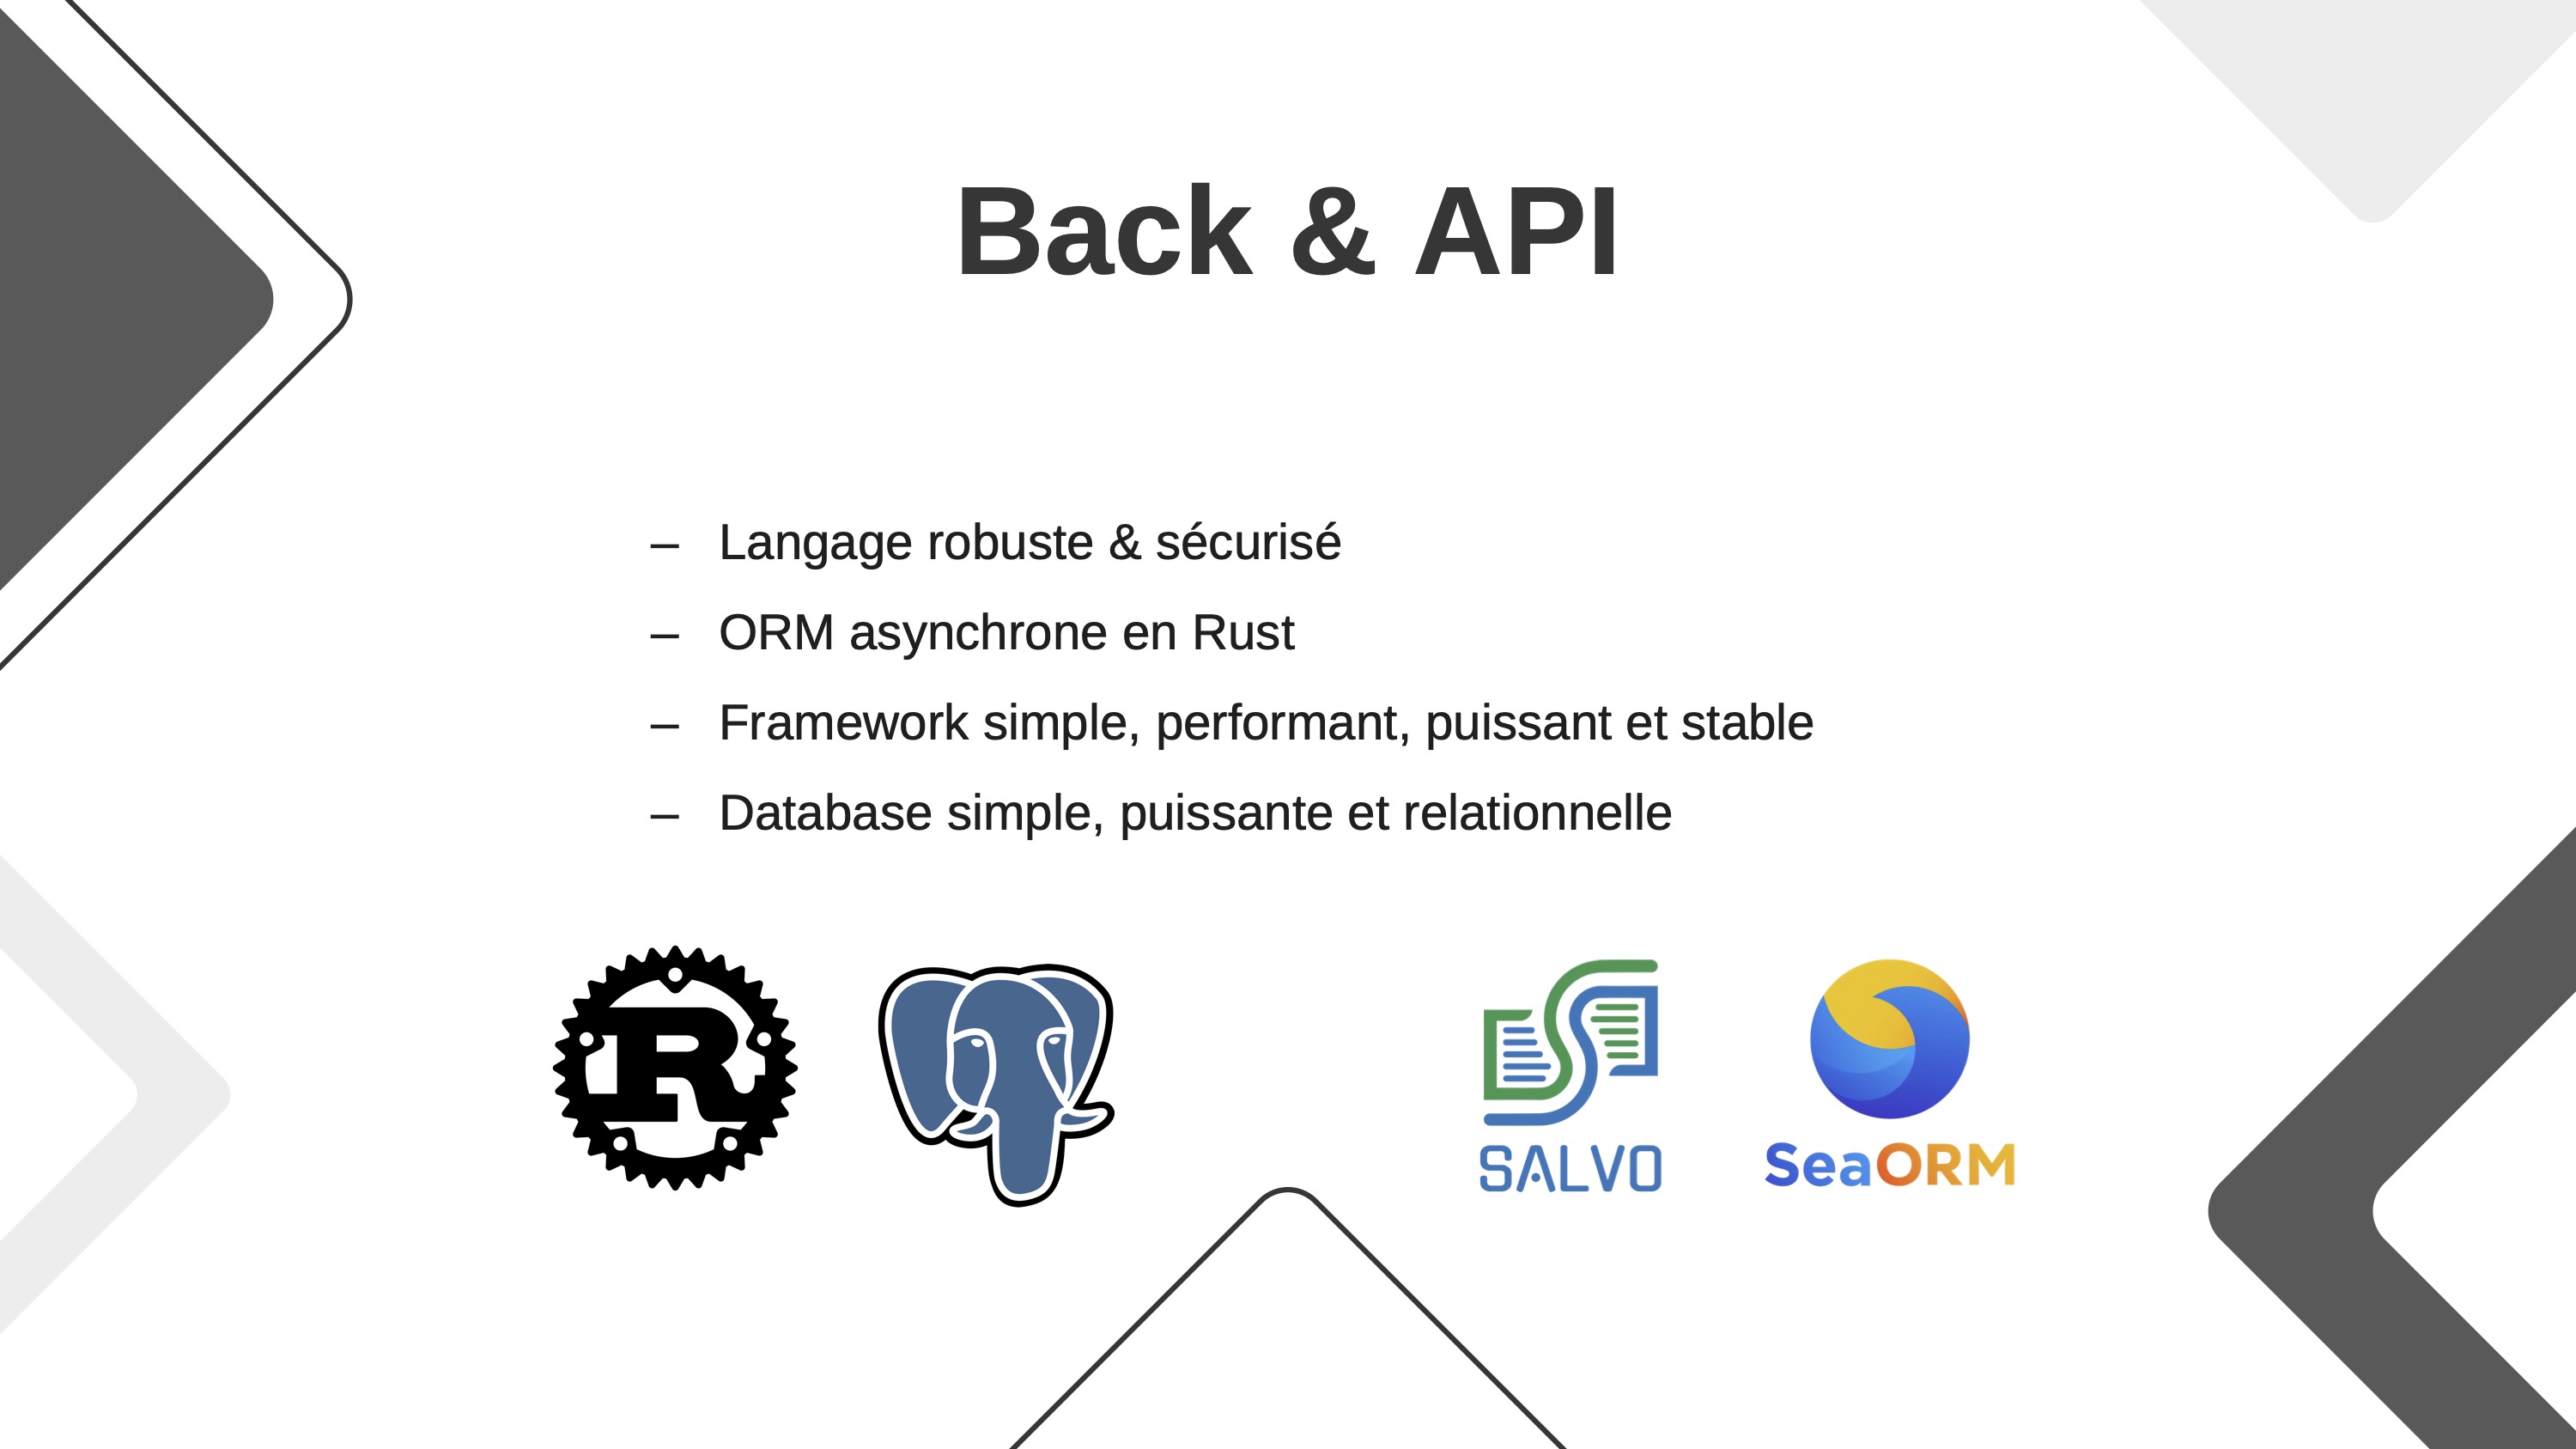 Back & API
– Langage robuste & sécurisé
– ORM asynchrone en Rust
– Framework simple, performant, puissant et stable
– Database simple, puissante et relationnelle
R
SALVO
SeaORM